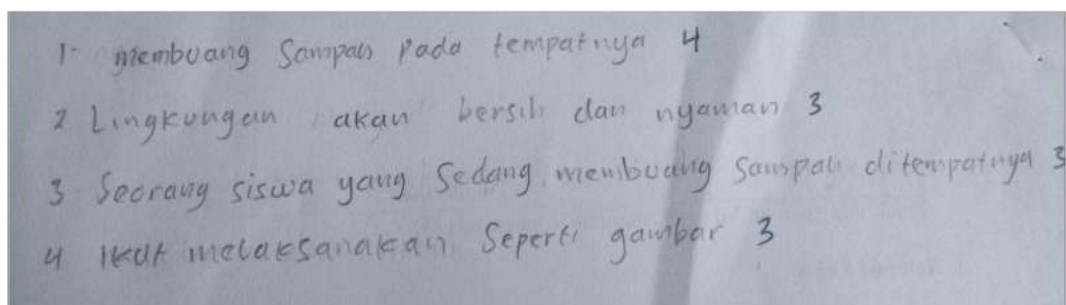 1. membuang Sampah Pada tempatnya 4
2 Lingkungan akan bersih dan nyaman 3
3 Seorang siswa yang Sedang membuang Sampah ditempatnya 3
4 Ikut melaksanakan Seperti gambar 3